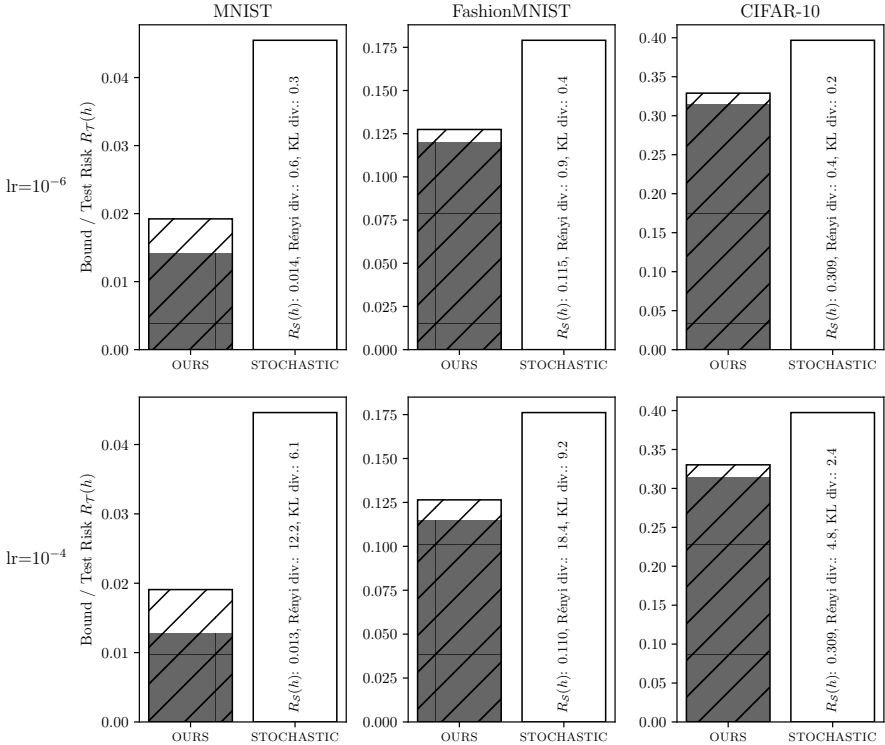 MNIST
FashionMNIST
CIFAR-10
lr=10⁻⁶
Bound / Test Risk R_𝒯(h)
0.04
0.03
0.02
0.01
0.00
R_𝒮(h): 0.014, Rényi div.: 0.6, KL div.: 0.3
OURS
STOCHASTIC
0.175
0.150
0.125
0.100
0.075
0.050
0.025
0.000
R_𝒮(h): 0.115, Rényi div.: 0.9, KL div.: 0.4
OURS
STOCHASTIC
0.40
0.35
0.30
0.25
0.20
0.15
0.10
0.05
0.00
R_𝒮(h): 0.309, Rényi div.: 0.4, KL div.: 0.2
OURS
STOCHASTIC
lr=10⁻⁴
Bound / Test Risk R_𝒯(h)
0.04
0.03
0.02
0.01
0.00
R_𝒮(h): 0.013, Rényi div.: 12.2, KL div.: 6.1
OURS
STOCHASTIC
0.175
0.150
0.125
0.100
0.075
0.050
0.025
0.000
R_𝒮(h): 0.110, Rényi div.: 18.4, KL div.: 9.2
OURS
STOCHASTIC
0.40
0.35
0.30
0.25
0.20
0.15
0.10
0.05
0.00
R_𝒮(h): 0.309, Rényi div.: 4.8, KL div.: 2.4
OURS
STOCHASTIC